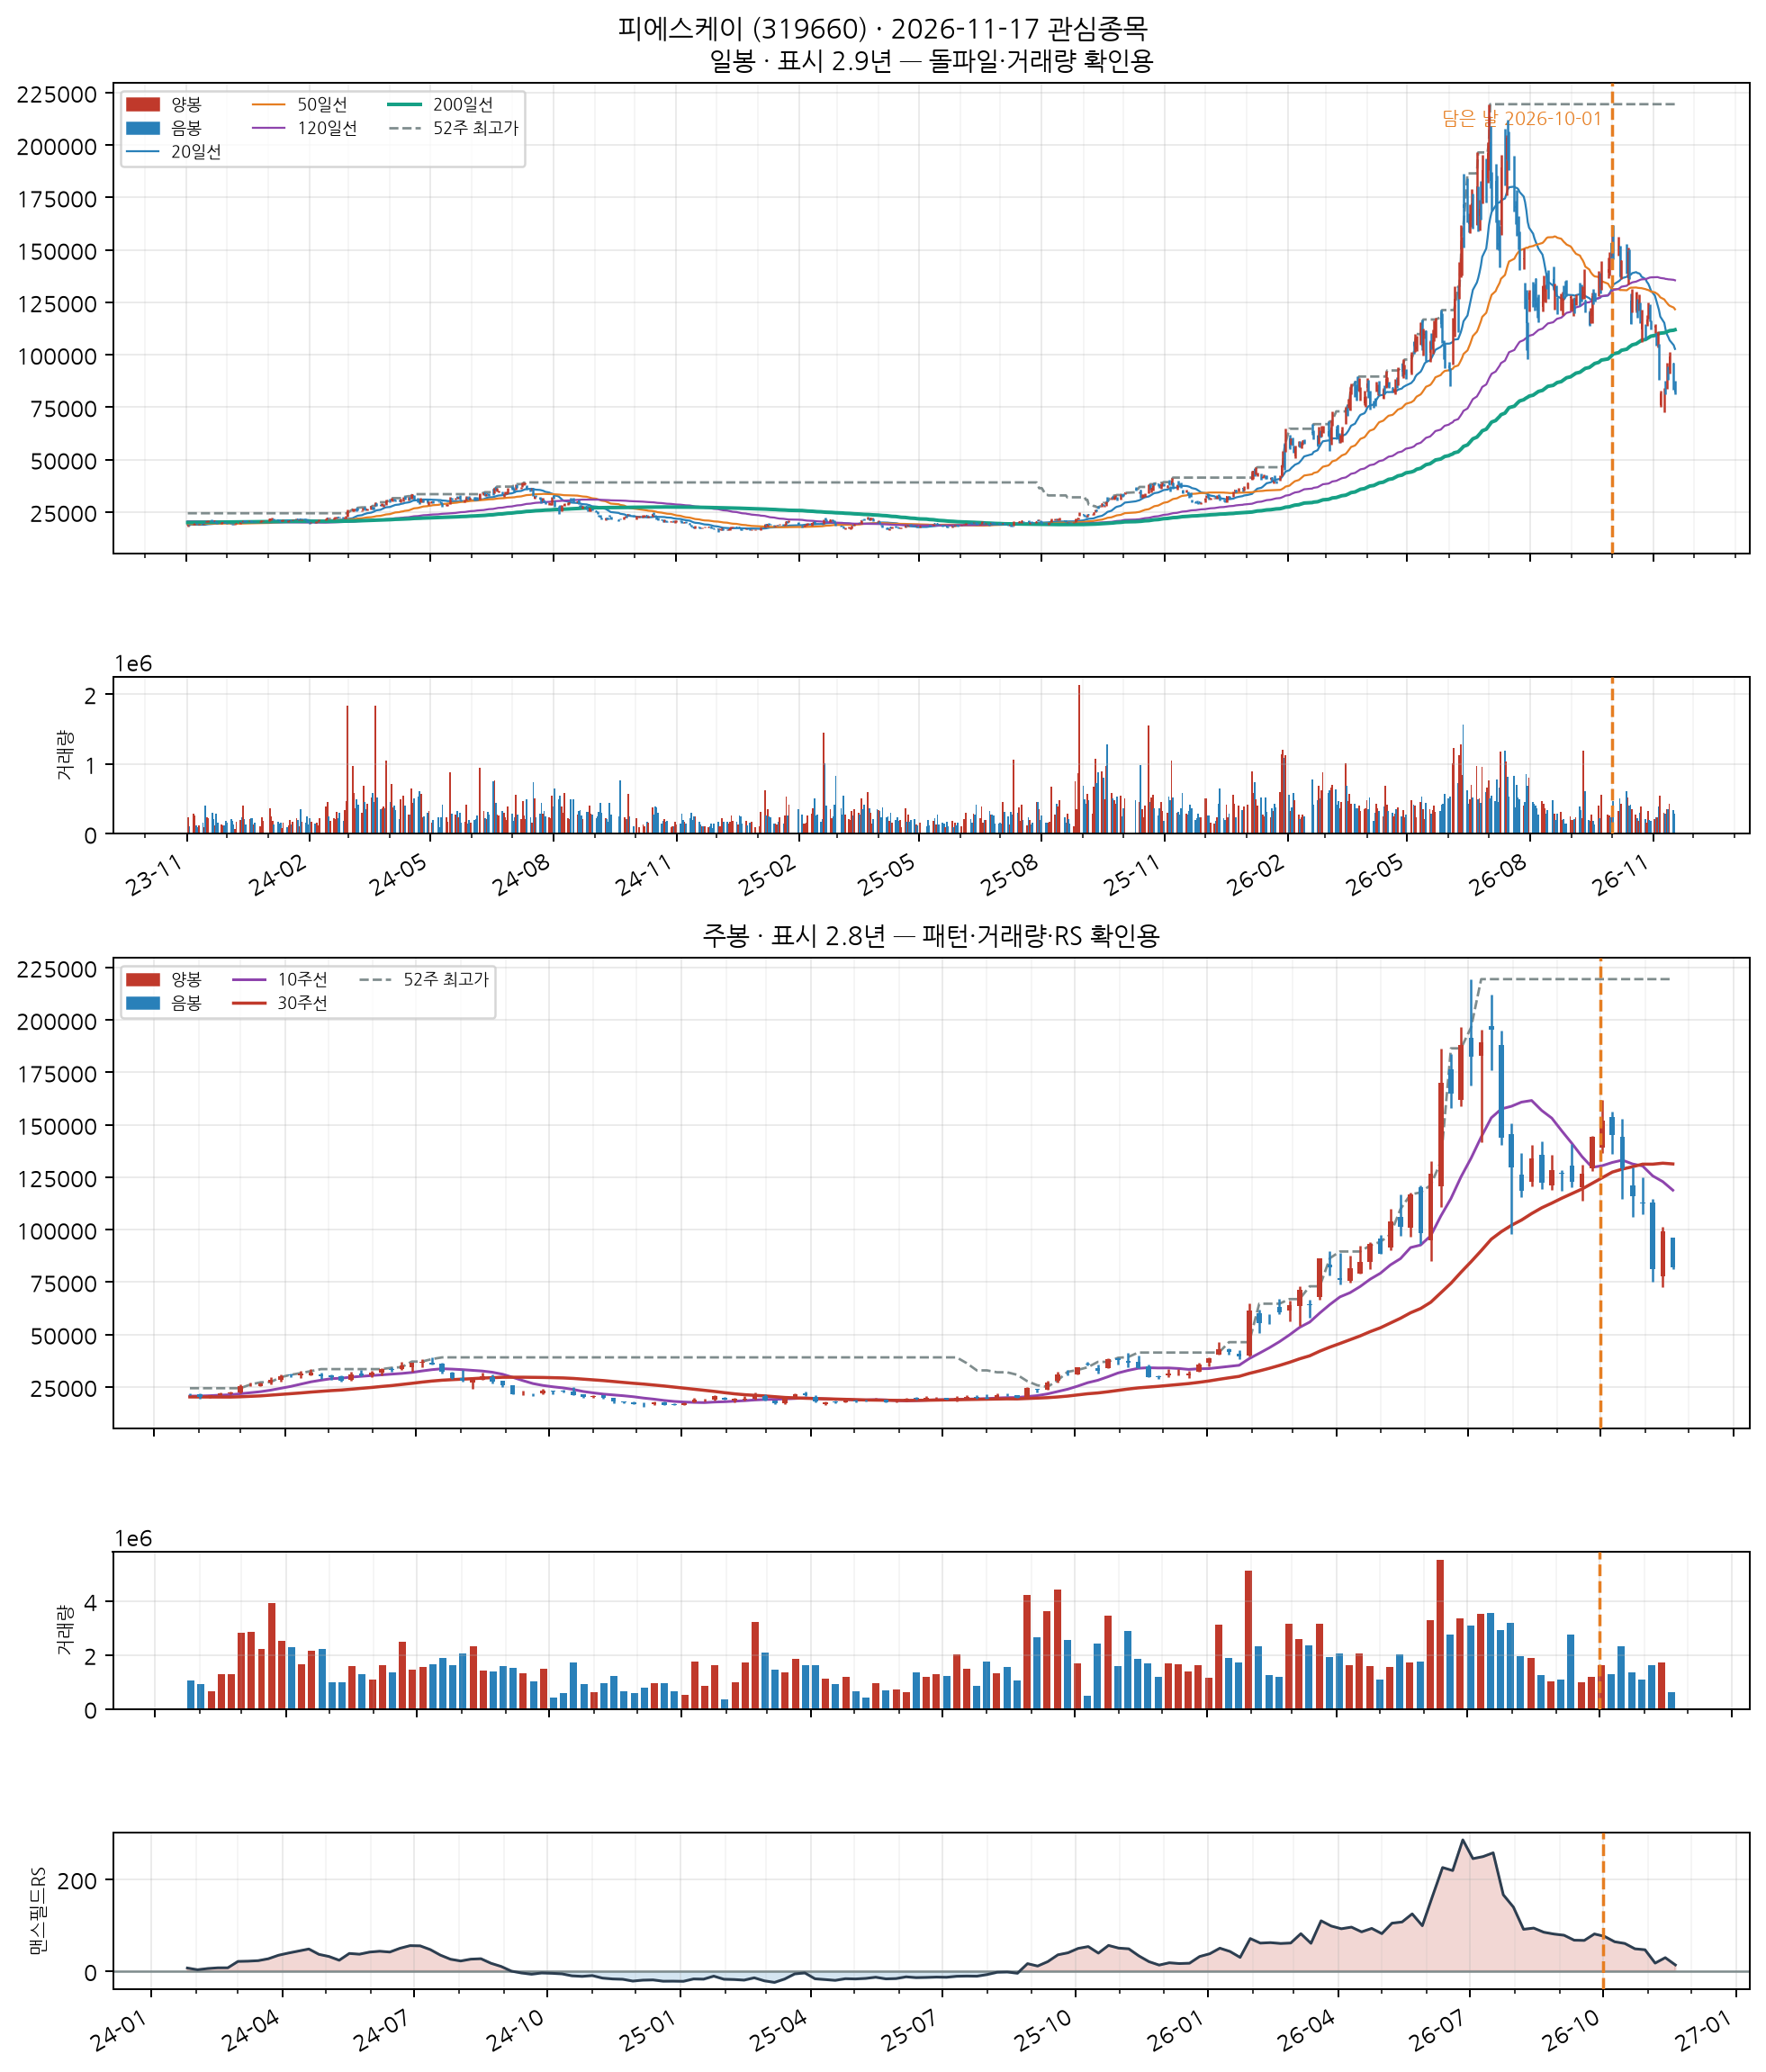 피에스케이 (319660) · 2026-11-17 관심종목
일봉 · 표시 2.9년 — 돌파일·거래량 확인용
양봉
음봉
20일선
50일선
120일선
200일선
52주 최고가
담은 날 2026-10-01
225000
200000
175000
150000
125000
100000
75000
50000
25000
1e6
거래량
2
1
0
23-11
24-02
24-05
24-08
24-11
25-02
25-05
25-08
25-11
26-02
26-05
26-08
26-11
주봉 · 표시 2.8년 — 패턴·거래량·RS 확인용
양봉
음봉
10주선
30주선
52주 최고가
225000
200000
175000
150000
125000
100000
75000
50000
25000
1e6
거래량
4
2
0
맨스필드RS
200
0
24-01
24-04
24-07
24-10
25-01
25-04
25-07
25-10
26-01
26-04
26-07
26-10
27-01